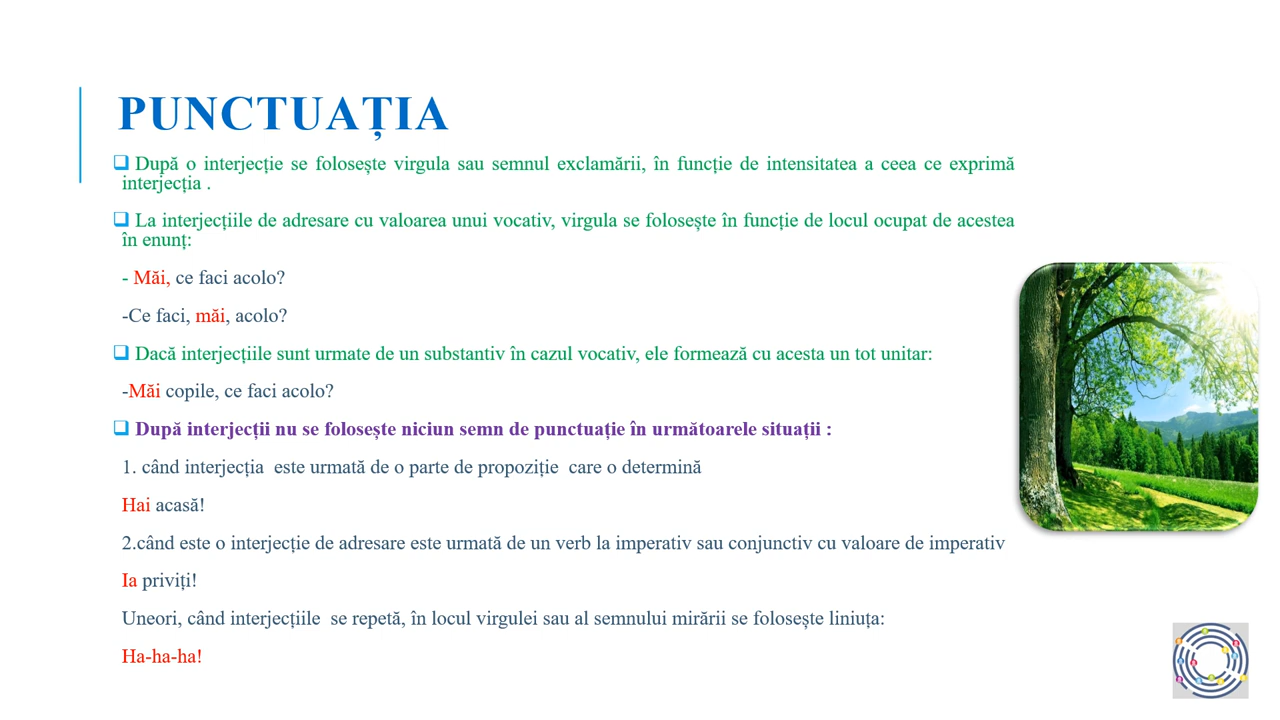 PUNCTUAȚIA
După o interjecție se folosește virgula sau semnul exclamării, în funcție de intensitatea a ceea ce exprimă
interjecția .
La interjecțiile de adresare cu valoarea unui vocativ, virgula se folosește în funcție de locul ocupat de acestea
în enunț:
- Măi, ce faci acolo?
-Ce faci, măi, acolo?
Dacă interjecțiile sunt urmate de un substantiv în cazul vocativ, ele formează cu acesta un tot unitar:
-Măi copile, ce faci acolo?
După interjecții nu se folosește niciun semn de punctuație în următoarele situații :
1. când interjecția  este urmată de o parte de propoziție  care o determină
Hai acasă!
2.când este o interjecție de adresare este urmată de un verb la imperativ sau conjunctiv cu valoare de imperativ
Ia priviți!
Uneori, când interjecțiile  se repetă, în locul virgulei sau al semnului mirării se folosește liniuța:
Ha-ha-ha!